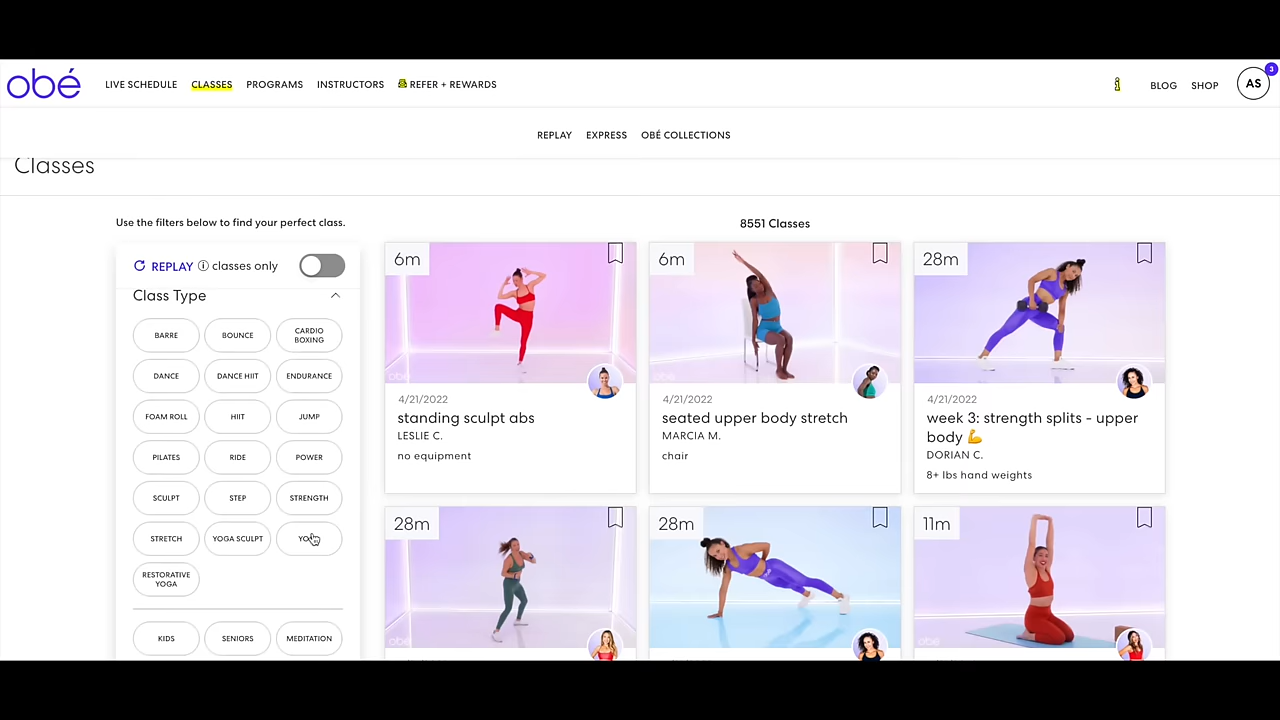 obé
LIVE SCHEDULE
CLASSES
PROGRAMS
INSTRUCTORS
REFER + REWARDS
BLOG
SHOP
AS
3
REPLAY
EXPRESS
OBÉ COLLECTIONS
Classes
Use the filters below to find your perfect class.
8551 Classes
REPLAY ⓘ classes only
Class Type
BARRE
BOUNCE
CARDIO
BOXING
DANCE
DANCE HIIT
ENDURANCE
FOAM ROLL
HIIT
JUMP
PILATES
RIDE
POWER
SCULPT
STEP
STRENGTH
STRETCH
YOGA SCULPT
RESTORATIVE
YOGA
KIDS
SENIORS
MEDITATION
6m
4/21/2022
standing sculpt abs
LESLIE C.
no equipment
6m
4/21/2022
seated upper body stretch
MARCIA M.
chair
28m
4/21/2022
week 3: strength splits - upper
body 💪
DORIAN C.
8+ lbs hand weights
28m
28m
11m